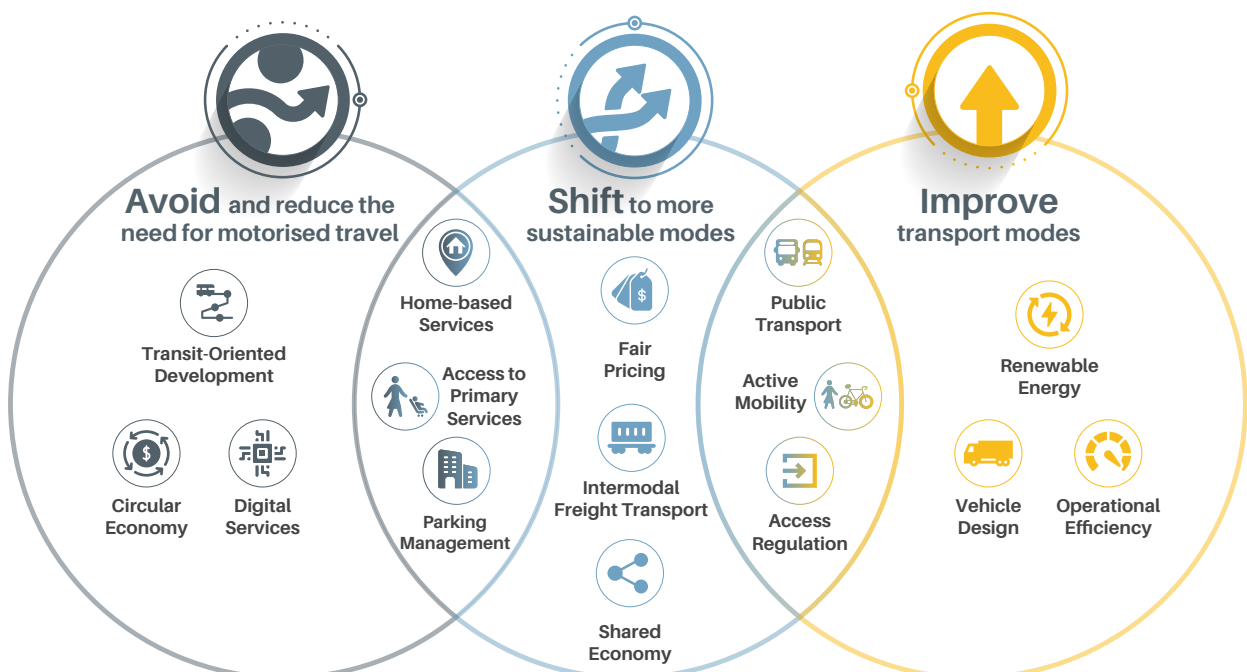 Avoid and reduce the
need for motorised travel
Transit-Oriented
Development
Circular
Economy
Digital
Services
Home-based
Services
Access to
Primary
Services
Parking
Management
Shift to more
sustainable modes
$
Fair
Pricing
Intermodal
Freight Transport
Shared
Economy
Public
Transport
Active
Mobility
Access
Regulation
Improve
transport modes
Renewable
Energy
Vehicle
Design
Operational
Efficiency
$